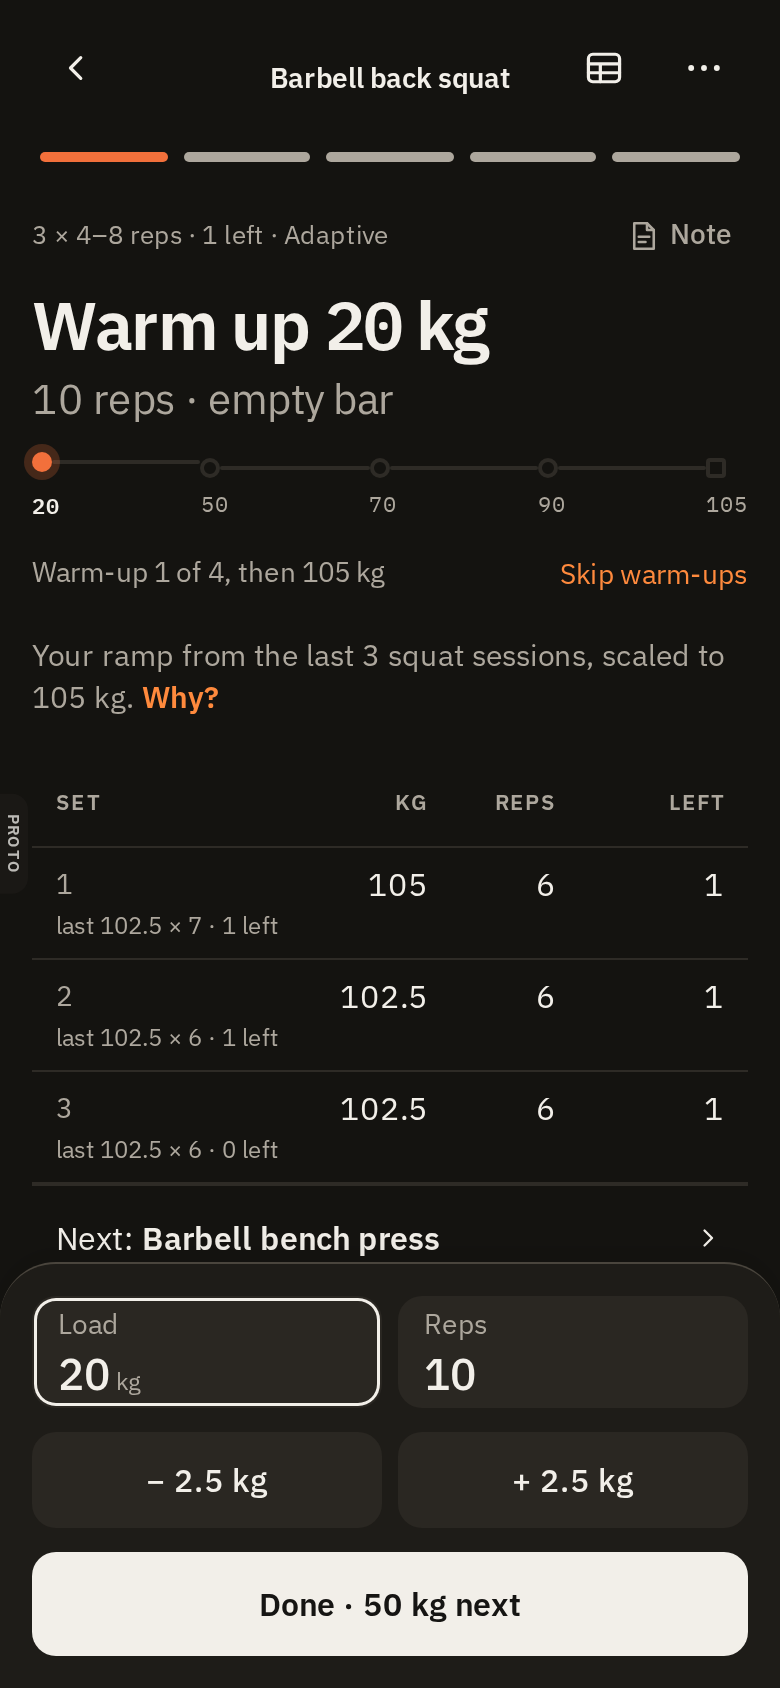 Barbell back squat
3 × 4–8 reps · 1 left · Adaptive
Note
Warm up 20 kg
10 reps · empty bar
20 50 70 90 105
Warm-up 1 of 4, then 105 kg
Skip warm-ups
Your ramp from the last 3 squat sessions, scaled to
105 kg. Why?
PROTO
SET KG REPS LEFT
1 105 6 1
last 102.5 × 7 · 1 left
2 102.5 6 1
last 102.5 × 6 · 1 left
3 102.5 6 1
last 102.5 × 6 · 0 left
Next: Barbell bench press
Load Reps
20 kg 10
− 2.5 kg + 2.5 kg
Done · 50 kg next